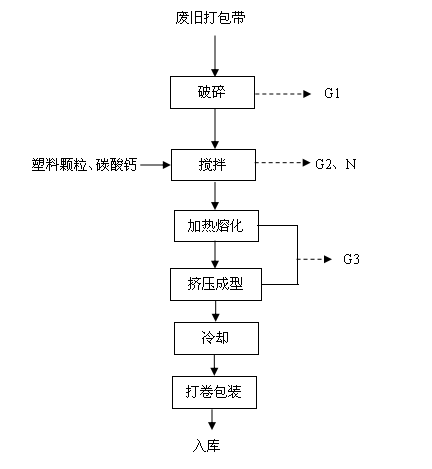 废旧打包带
破碎
G1
塑料颗粒、碳酸钙
搅拌
G2、N
加热熔化
G3
挤压成型
冷却
打卷包装
入库